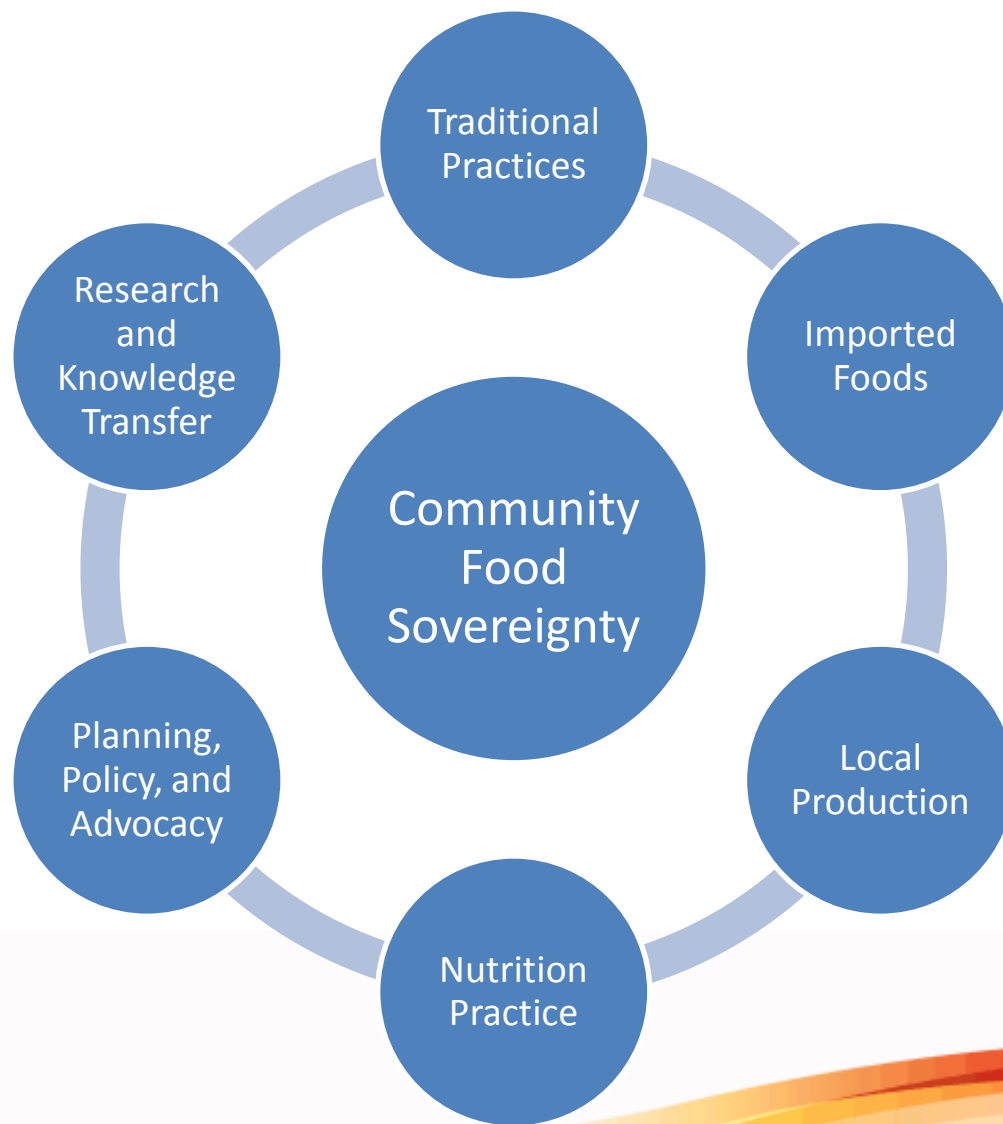 Traditional
Practices
Imported
Foods
Local
Production
Nutrition
Practice
Planning,
Policy, and
Advocacy
Research
and
Knowledge
Transfer
Community
Food
Sovereignty